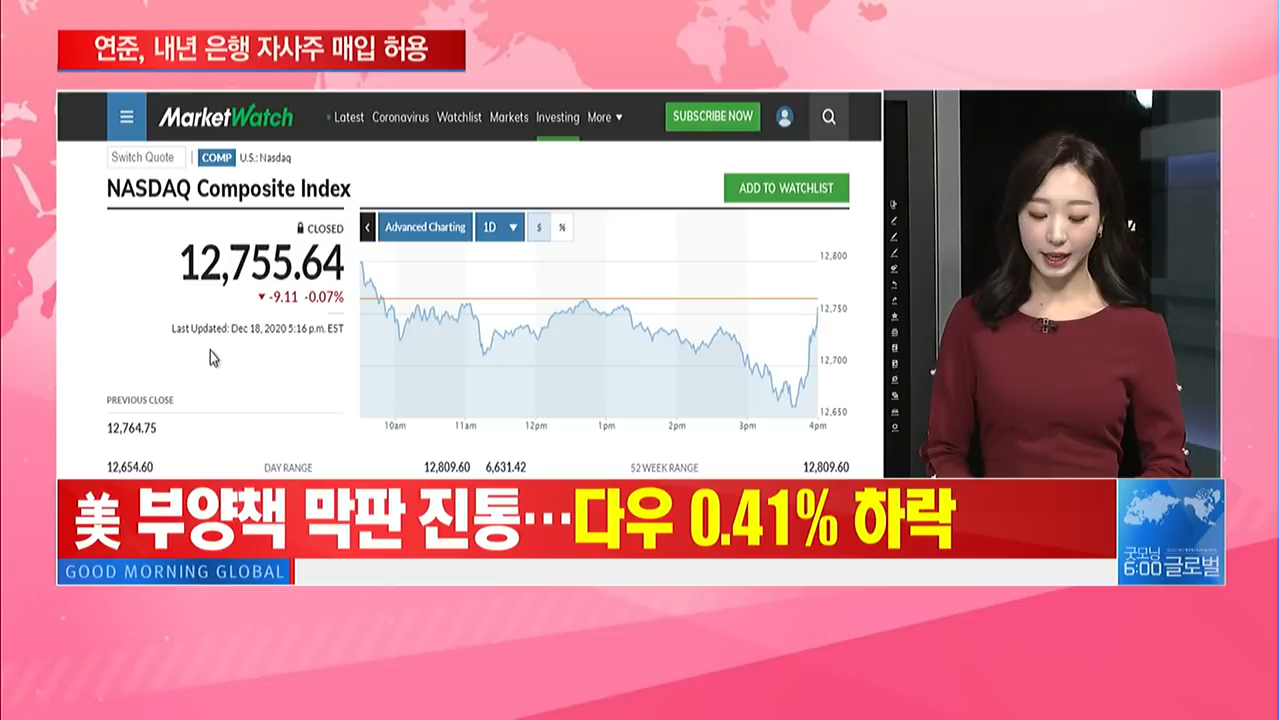 연준, 내년 은행 자사주 매입 허용
MarketWatch
Latest Coronavirus Watchlist Markets Investing More
SUBSCRIBE NOW
Switch Quote | COMP U.S.: Nasdaq
NASDAQ Composite Index
ADD TO WATCHLIST
CLOSED
12,755.64
-9.11 -0.07%
Last Updated: Dec 18, 2020 5:16 p.m. EST
PREVIOUS CLOSE
12,764.75
12,654.60 DAY RANGE 12,809.60
Advanced Charting 1D $ %
12,800
12,750
12,700
12,650
10am 11am 12pm 1pm 2pm 3pm 4pm
6,631.42 52 WEEK RANGE 12,809.60
美 부양책 막판 진통…다우 0.41% 하락
GOOD MORNING GLOBAL
굿모닝
6:00 글로벌